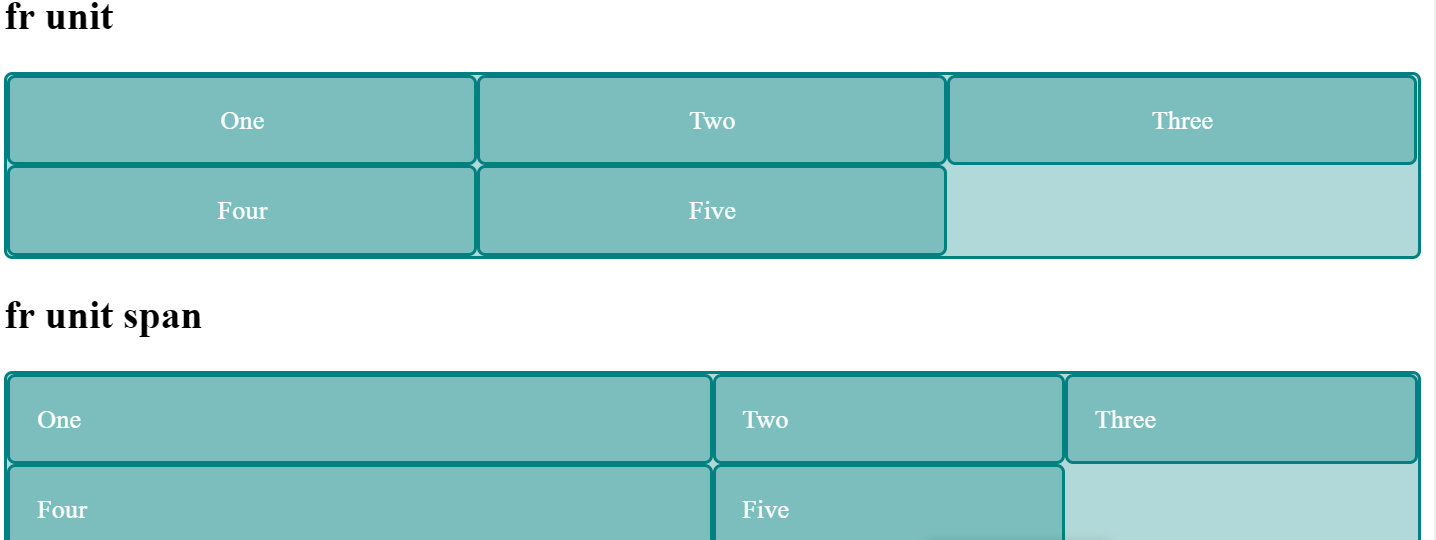 fr unit
One Two Three
Four Five
fr unit span
One Two Three
Four Five